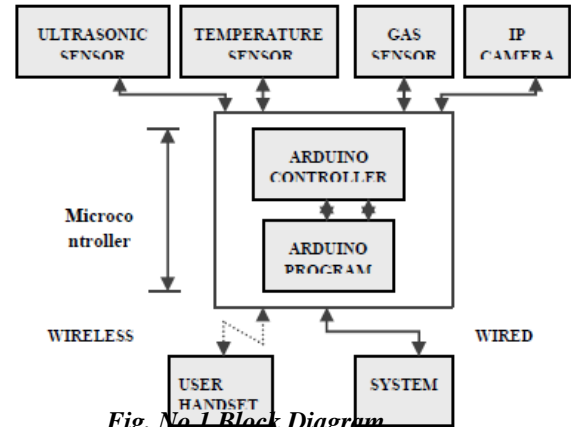 ULTRASONIC
SENSOR
TEMPERATURE
SENSOR
GAS
SENSOR
IP
CAMERA
ARDUINO
CONTROLLER
Microco
ntroller
ARDUINO
PROGRAM
WIRELESS
WIRED
USER
HANDSET
SYSTEM
Fig. No 1 Block Diagram